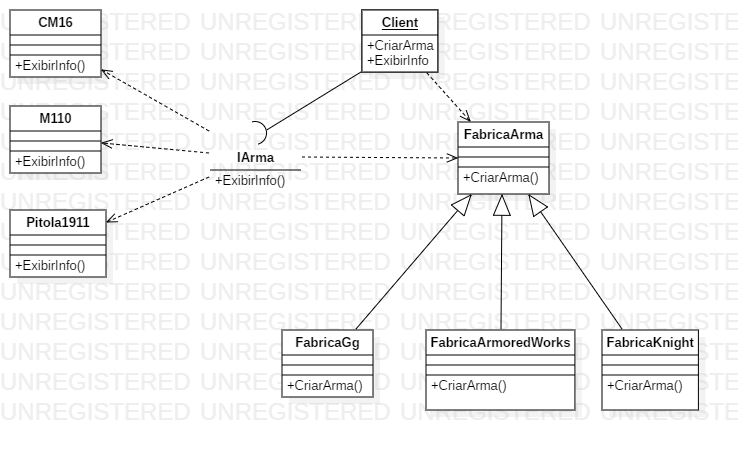 CM16
+ExibirInfo()
Client
+CriarArma
+ExibirInfo
M110
+ExibirInfo()
IArma
+ExibirInfo()
FabricaArma
+CriarArma()
Pitola1911
+ExibirInfo()
FabricaGg
+CriarArma()
FabricaArmoredWorks
+CriarArma()
FabricaKnight
+CriarArma()
UNREGISTERED